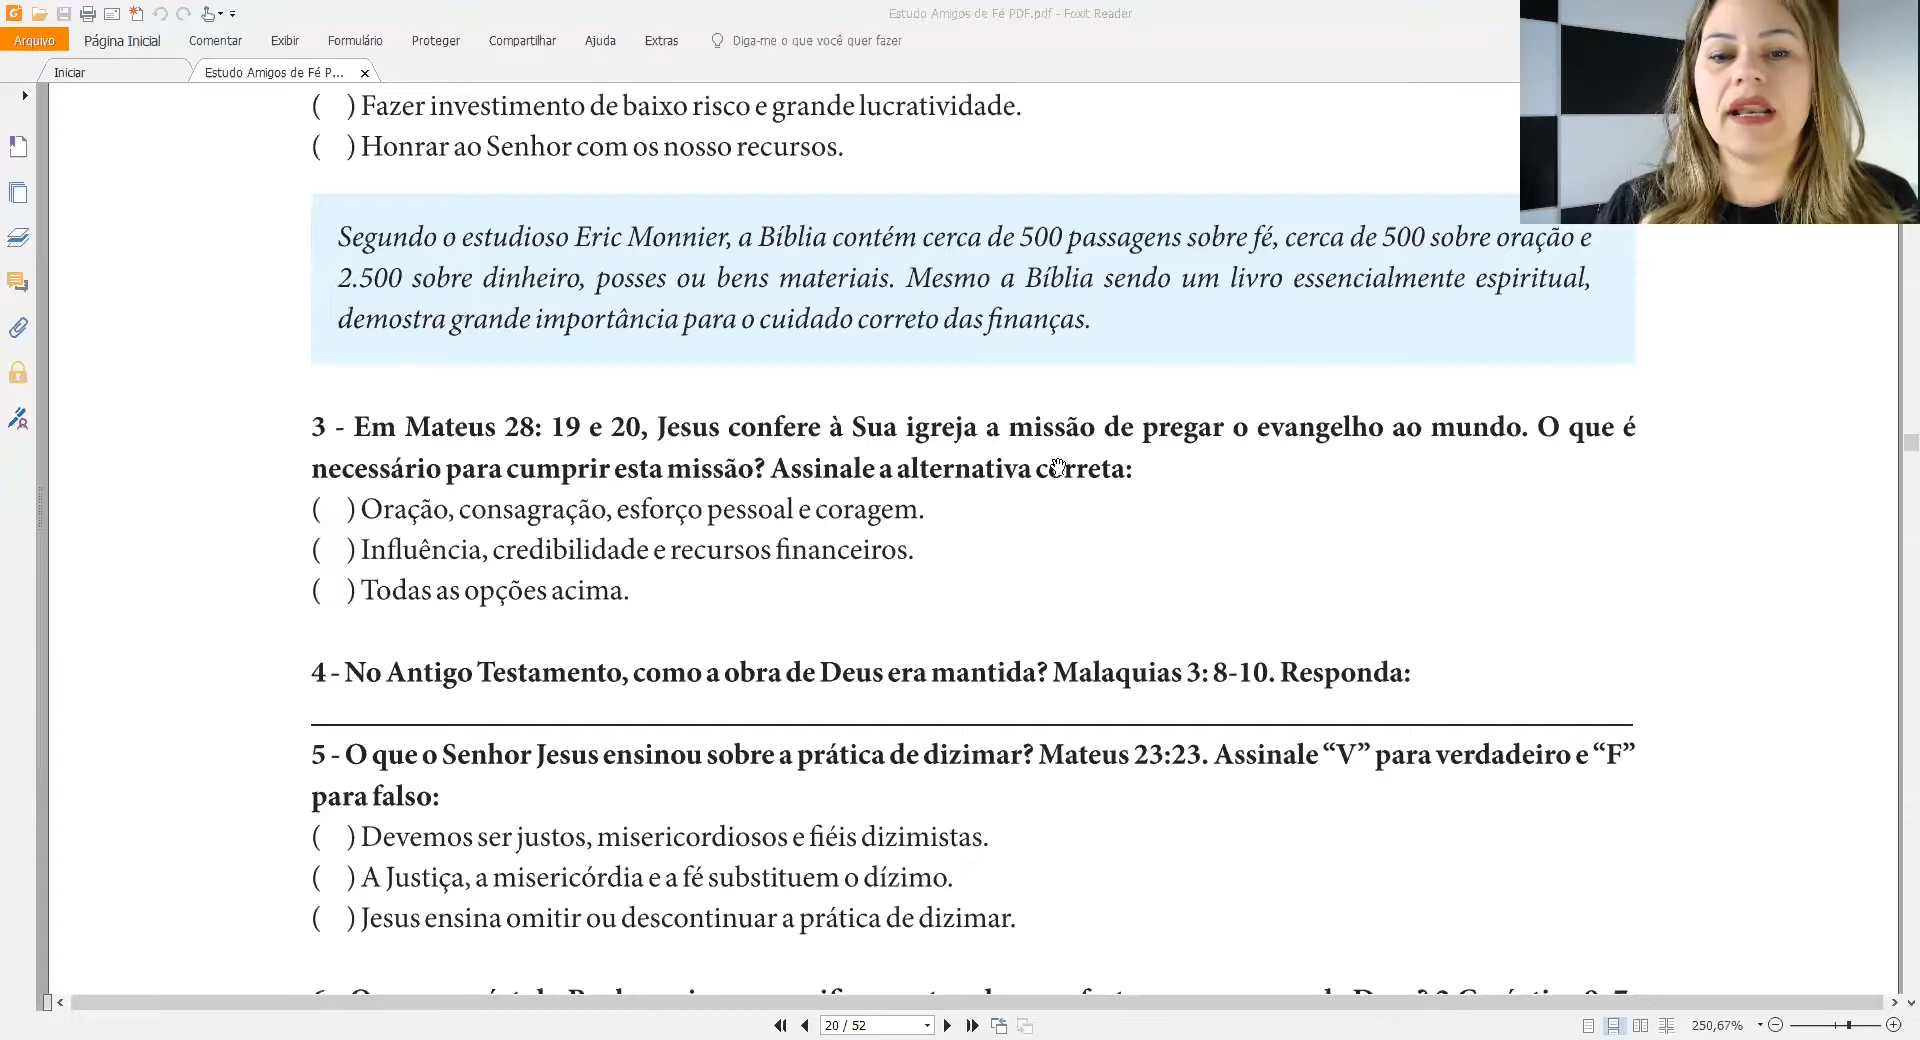 Estudo Amigos de Fé PDF.pdf - Foxit Reader
Arquivo Página Inicial Comentar Exibir Formulário Proteger Compartilhar Ajuda Extras Diga-me o que você quer fazer
Iniciar Estudo Amigos de Fé P...
( ) Fazer investimento de baixo risco e grande lucratividade.
( ) Honrar ao Senhor com os nosso recursos.
Segundo o estudioso Eric Monnier, a Bíblia contém cerca de 500 passagens sobre fé, cerca de 500 sobre oração e
2.500 sobre dinheiro, posses ou bens materiais. Mesmo a Bíblia sendo um livro essencialmente espiritual,
demostra grande importância para o cuidado correto das finanças.
3 - Em Mateus 28: 19 e 20, Jesus confere à Sua igreja a missão de pregar o evangelho ao mundo. O que é
necessário para cumprir esta missão? Assinale a alternativa correta:
( ) Oração, consagração, esforço pessoal e coragem.
( ) Influência, credibilidade e recursos financeiros.
( ) Todas as opções acima.
4 - No Antigo Testamento, como a obra de Deus era mantida? Malaquias 3: 8-10. Responda:
5 - O que o Senhor Jesus ensinou sobre a prática de dizimar? Mateus 23:23. Assinale “V” para verdadeiro e “F”
para falso:
( ) Devemos ser justos, misericordiosos e fiéis dizimistas.
( ) A Justiça, a misericórdia e a fé substituem o dízimo.
( ) Jesus ensina omitir ou descontinuar a prática de dizimar.
20 / 52
250,67%